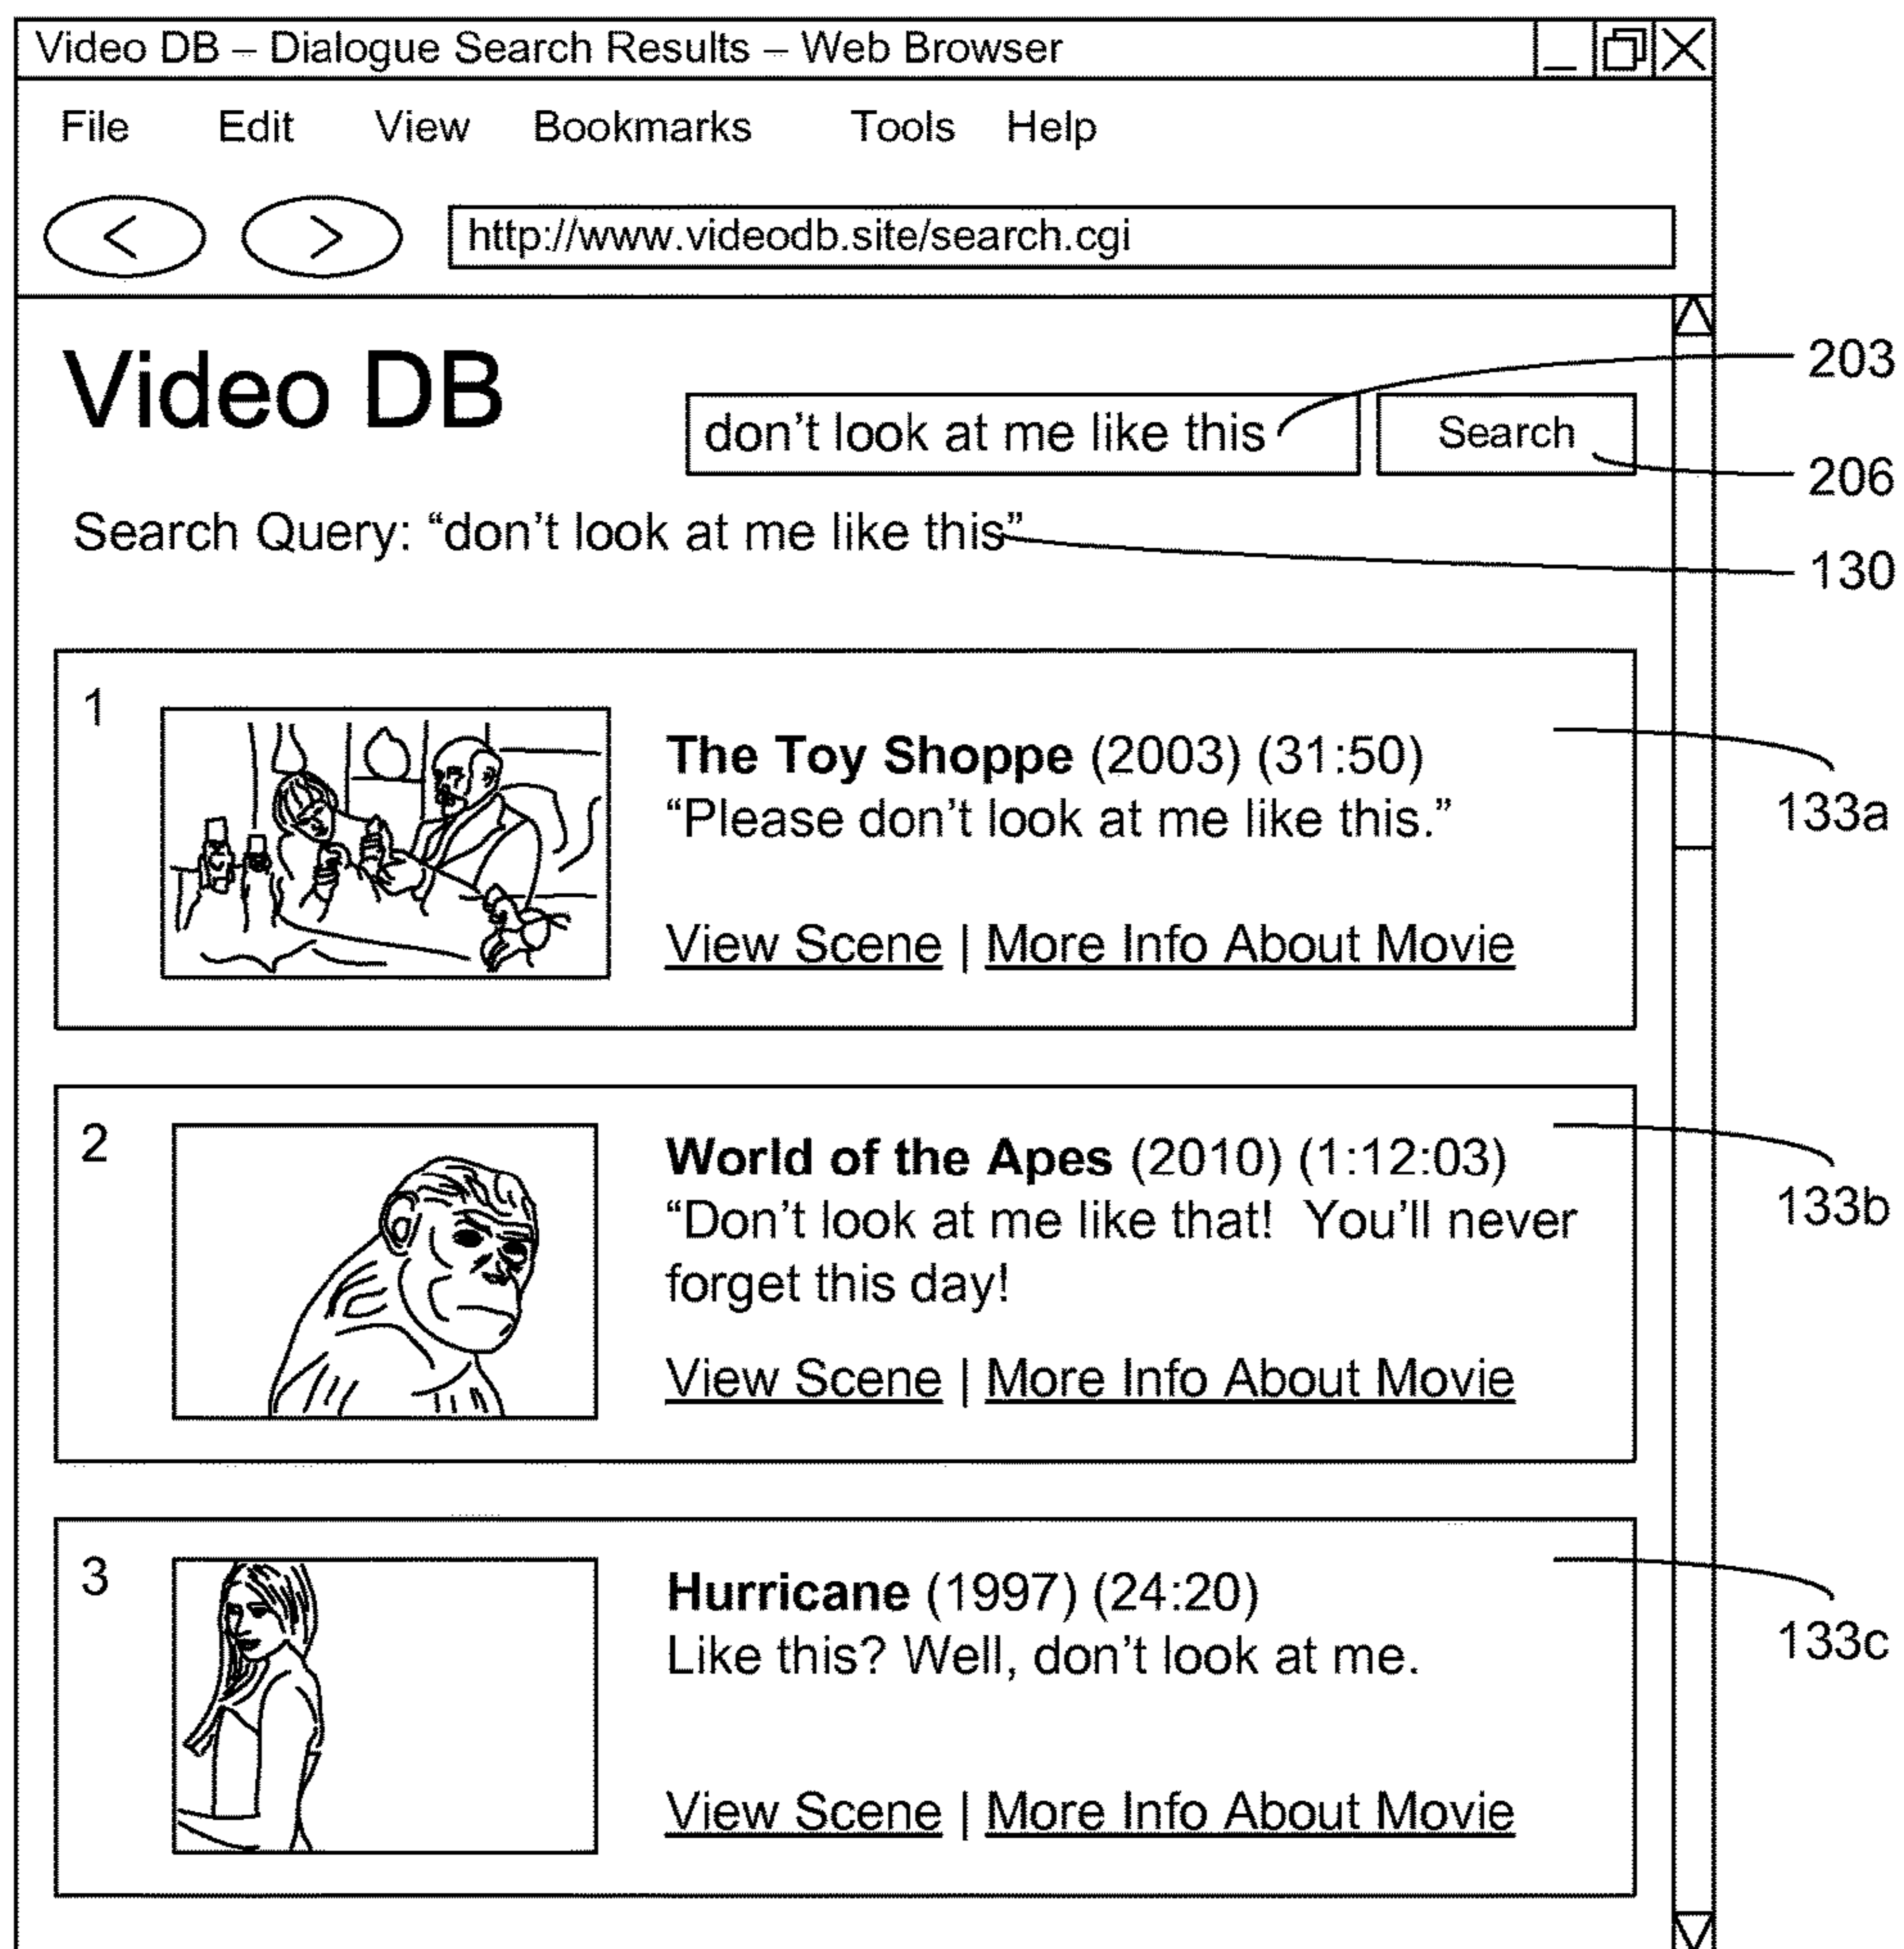 Video DB – Dialogue Search Results – Web Browser
File Edit View Bookmarks Tools Help
< > http://www.videodb.site/search.cgi
Video DB
don’t look at me like this Search
203
206
Search Query: “don’t look at me like this”
130
1
The Toy Shoppe (2003) (31:50)
“Please don’t look at me like this.”
133a
View Scene | More Info About Movie
2
World of the Apes (2010) (1:12:03)
“Don’t look at me like that!  You’ll never
133b
forget this day!
View Scene | More Info About Movie
3
Hurricane (1997) (24:20)
Like this? Well, don’t look at me.
133c
View Scene | More Info About Movie